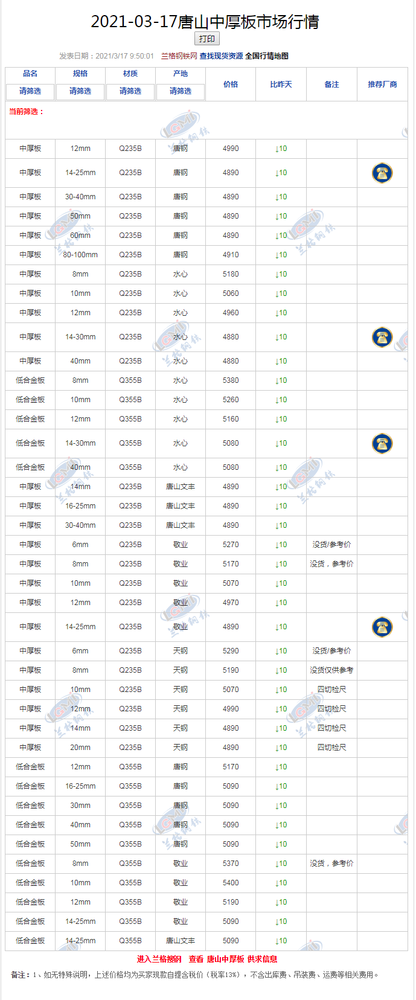 2021-03-17唐山中厚板市场行情
打印
发表日期：2021/3/17 9:50:01 兰格钢铁网 查找现货资源 全国行情地图
品名 规格 材质 产地 价格 比昨天 备注 推荐厂商
请筛选 请筛选 请筛选 请筛选
当前筛选：
中厚板 12mm Q235B 唐钢 4990 ↓10
中厚板 14-25mm Q235B 唐钢 4890 ↓10
中厚板 30-40mm Q235B 唐钢 4890 ↓10
中厚板 50mm Q235B 唐钢 4890 ↓10
中厚板 60mm Q235B 唐钢 4890 ↓10
中厚板 80-100mm Q235B 唐钢 4910 ↓10
中厚板 8mm Q235B 水心 5180 ↓10
中厚板 10mm Q235B 水心 5060 ↓10
中厚板 12mm Q235B 水心 4960 ↓10
中厚板 14-30mm Q235B 水心 4880 ↓10
中厚板 40mm Q235B 水心 4880 ↓10
低合金板 8mm Q355B 水心 5380 ↓10
低合金板 10mm Q355B 水心 5260 ↓10
低合金板 12mm Q355B 水心 5160 ↓10
低合金板 14-30mm Q355B 水心 5080 ↓10
低合金板 40mm Q355B 水心 5080 ↓10
中厚板 14mm Q235B 唐山文丰 4890 ↓10
中厚板 16-25mm Q235B 唐山文丰 4890 ↓10
中厚板 30-40mm Q235B 唐山文丰 4890 ↓10
中厚板 6mm Q235B 敬业 5270 ↓10 没货/参考价
中厚板 8mm Q235B 敬业 5170 ↓10 没货，参考价
中厚板 10mm Q235B 敬业 5070 ↓10
中厚板 12mm Q235B 敬业 4970 ↓10
中厚板 14-25mm Q235B 敬业 4890 ↓10
中厚板 6mm Q235B 天钢 5290 ↓10 没货/参考价
中厚板 8mm Q235B 天钢 5190 ↓10 没货仅供参考
中厚板 10mm Q235B 天钢 5070 ↓10 四切检尺
中厚板 12mm Q235B 天钢 4990 ↓10 四切检尺
中厚板 14mm Q235B 天钢 4890 ↓10 四切检尺
中厚板 20mm Q235B 天钢 4890 ↓10 四切检尺
低合金板 12mm Q355B 唐钢 5170 ↓10
低合金板 16-25mm Q355B 唐钢 5090 ↓10
低合金板 30mm Q355B 唐钢 5090 ↓10
低合金板 40mm Q355B 唐钢 5090 ↓10
低合金板 50mm Q355B 唐钢 5090 ↓10
低合金板 8mm Q355B 敬业 5370 ↓10 没货，参考价
低合金板 10mm Q355B 敬业 5400 ↓10
低合金板 12mm Q355B 敬业 5190 ↓10
低合金板 14-25mm Q355B 敬业 5090 ↓10
低合金板 14-25mm Q355B 唐山文丰 5090 ↓10
进入兰格搜钢 查看 唐山中厚板 供求信息
备注：1、如无特殊说明，上述价格均为买家现款自提含税价（税率13%），不含出库费、吊装费、运费等相关费用。